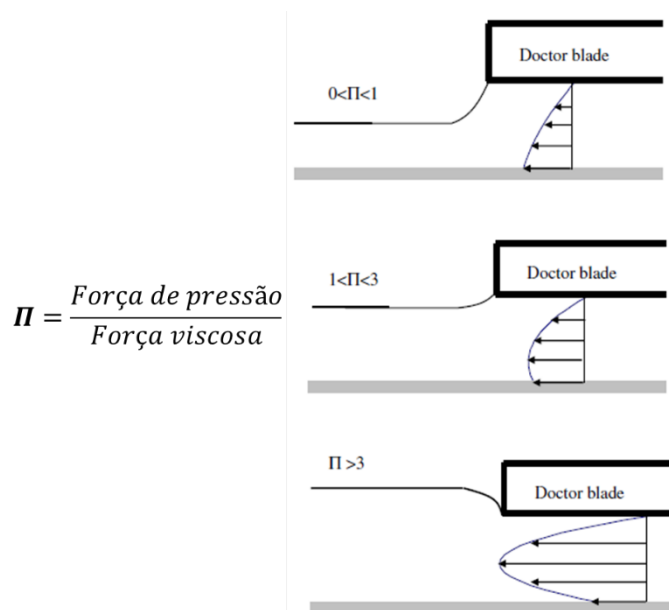 Doctor blade
0<Π<1
Doctor blade
1<Π<3
𝜫 = Força de pressão / Força viscosa
Π >3
Doctor blade